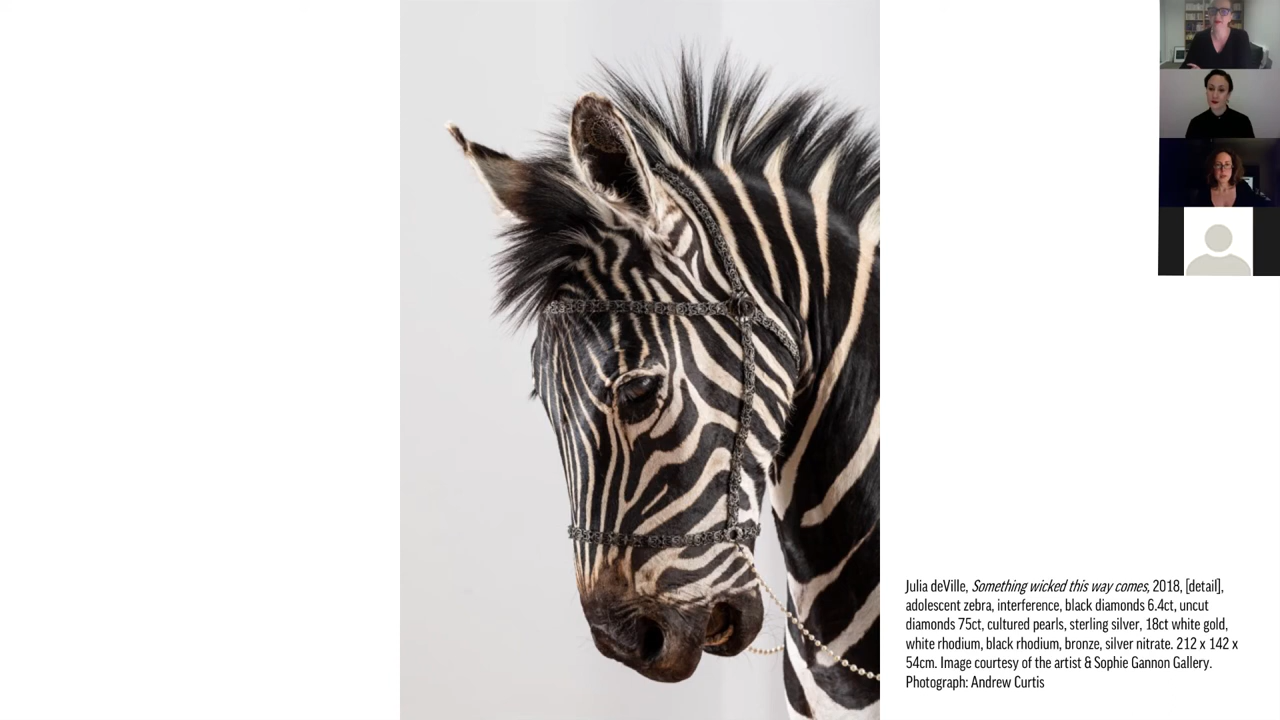 Julia deVille, Something wicked this way comes, 2018, [detail],
adolescent zebra, interference, black diamonds 6.4ct, uncut
diamonds 75ct, cultured pearls, sterling silver, 18ct white gold,
white rhodium, black rhodium, bronze, silver nitrate. 212 x 142 x
54cm. Image courtesy of the artist & Sophie Gannon Gallery.
Photograph: Andrew Curtis